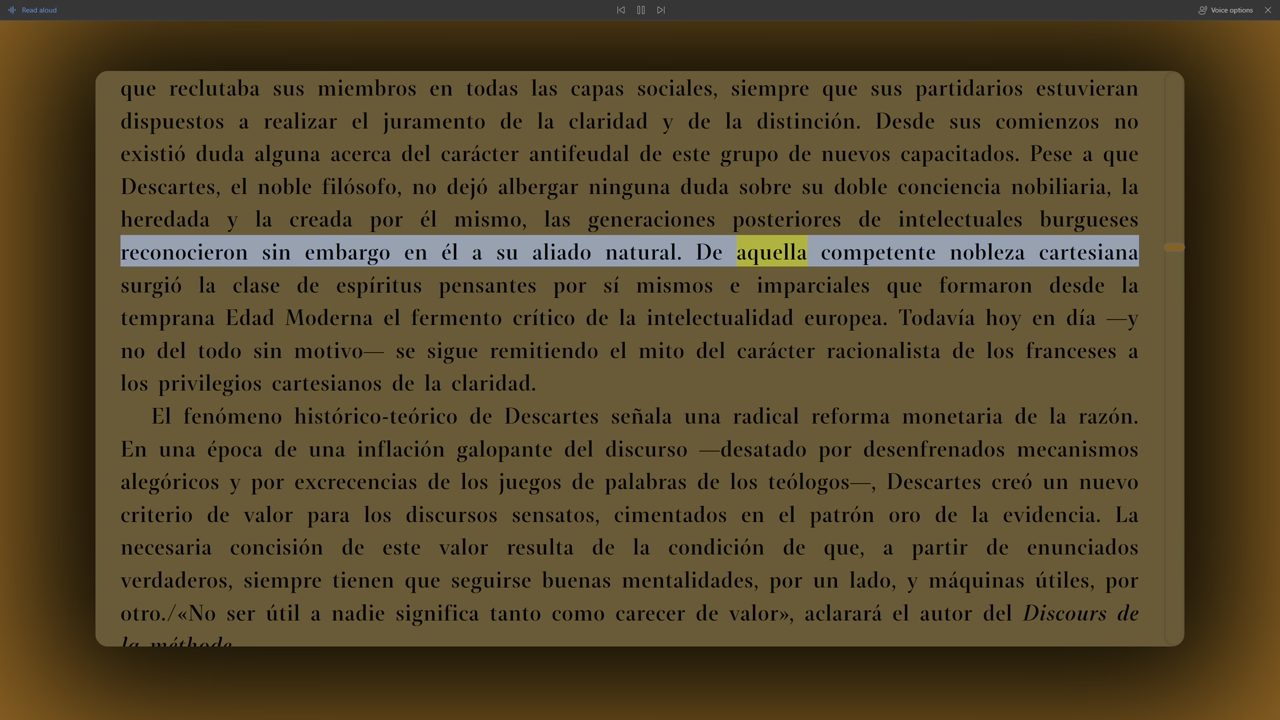 Read aloud
Voice options
que reclutaba sus miembros en todas las capas sociales, siempre que sus partidarios estuvieran
dispuestos a realizar el juramento de la claridad y de la distinción. Desde sus comienzos no
existió duda alguna acerca del carácter antifeudal de este grupo de nuevos capacitados. Pese a que
Descartes, el noble filósofo, no dejó albergar ninguna duda sobre su doble conciencia nobiliaria, la
heredada y la creada por él mismo, las generaciones posteriores de intelectuales burgueses
reconocieron sin embargo en él a su aliado natural. De aquella competente nobleza cartesiana
surgió la clase de espíritus pensantes por sí mismos e imparciales que formaron desde la
temprana Edad Moderna el fermento crítico de la intelectualidad europea. Todavía hoy en día —y
no del todo sin motivo— se sigue remitiendo el mito del carácter racionalista de los franceses a
los privilegios cartesianos de la claridad.
El fenómeno histórico-teórico de Descartes señala una radical reforma monetaria de la razón.
En una época de una inflación galopante del discurso —desatado por desenfrenados mecanismos
alegóricos y por excrecencias de los juegos de palabras de los teólogos—, Descartes creó un nuevo
criterio de valor para los discursos sensatos, cimentados en el patrón oro de la evidencia. La
necesaria concisión de este valor resulta de la condición de que, a partir de enunciados
verdaderos, siempre tienen que seguirse buenas mentalidades, por un lado, y máquinas útiles, por
otro./«No ser útil a nadie significa tanto como carecer de valor», aclarará el autor del Discours de
la méthode